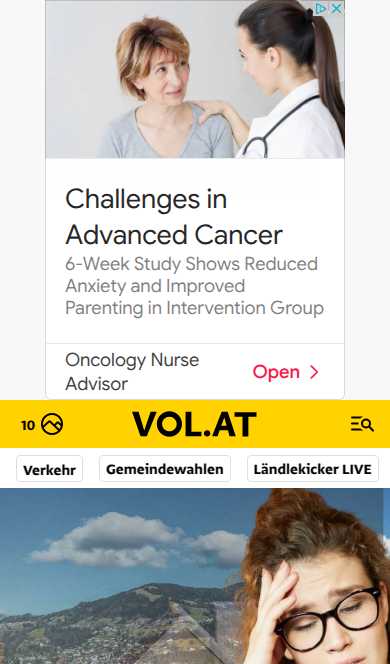 Challenges in
Advanced Cancer
6-Week Study Shows Reduced
Anxiety and Improved
Parenting in Intervention Group
Oncology Nurse
Advisor
Open
10
VOL.AT
Verkehr
Gemeindewahlen
Ländlekicker LIVE